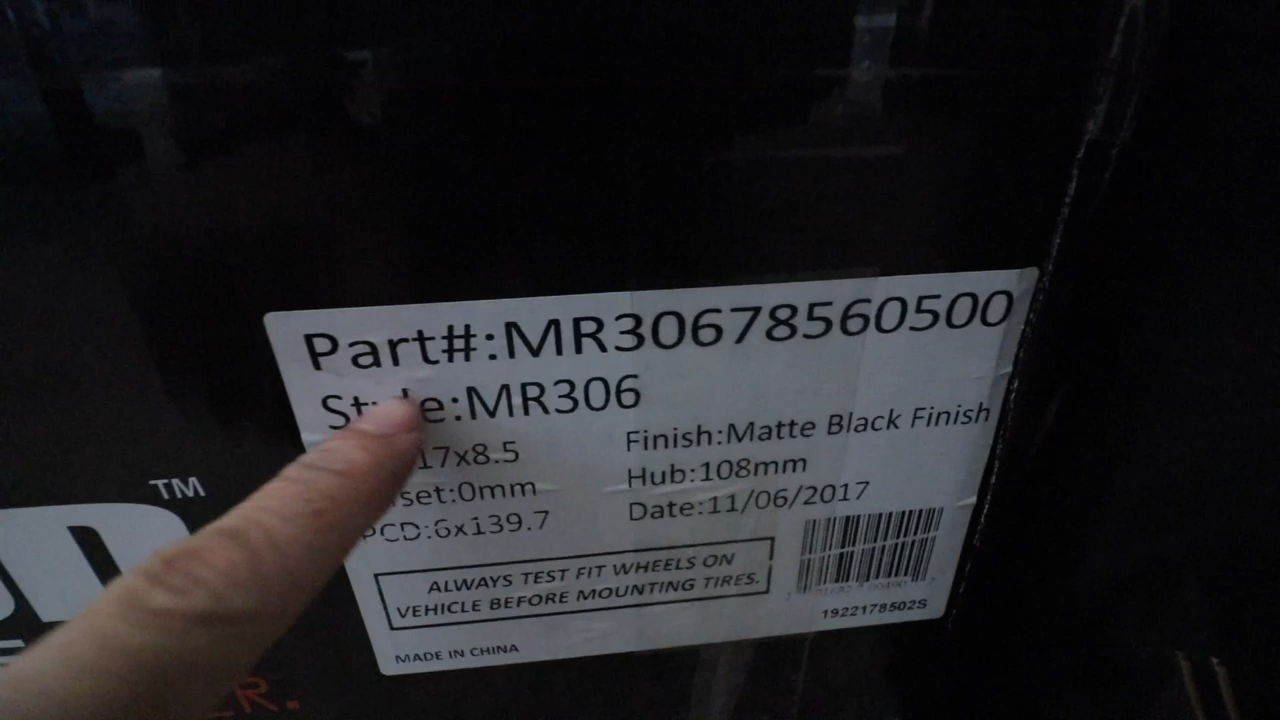 Part#:MR30678560500
Style:MR306
17x8.5
set:0mm
PCD:6x139.7
Finish:Matte Black Finish
Hub:108mm
Date:11/06/2017
ALWAYS TEST FIT WHEELS ON
VEHICLE BEFORE MOUNTING TIRES.
1922178502S
MADE IN CHINA
TM
R.